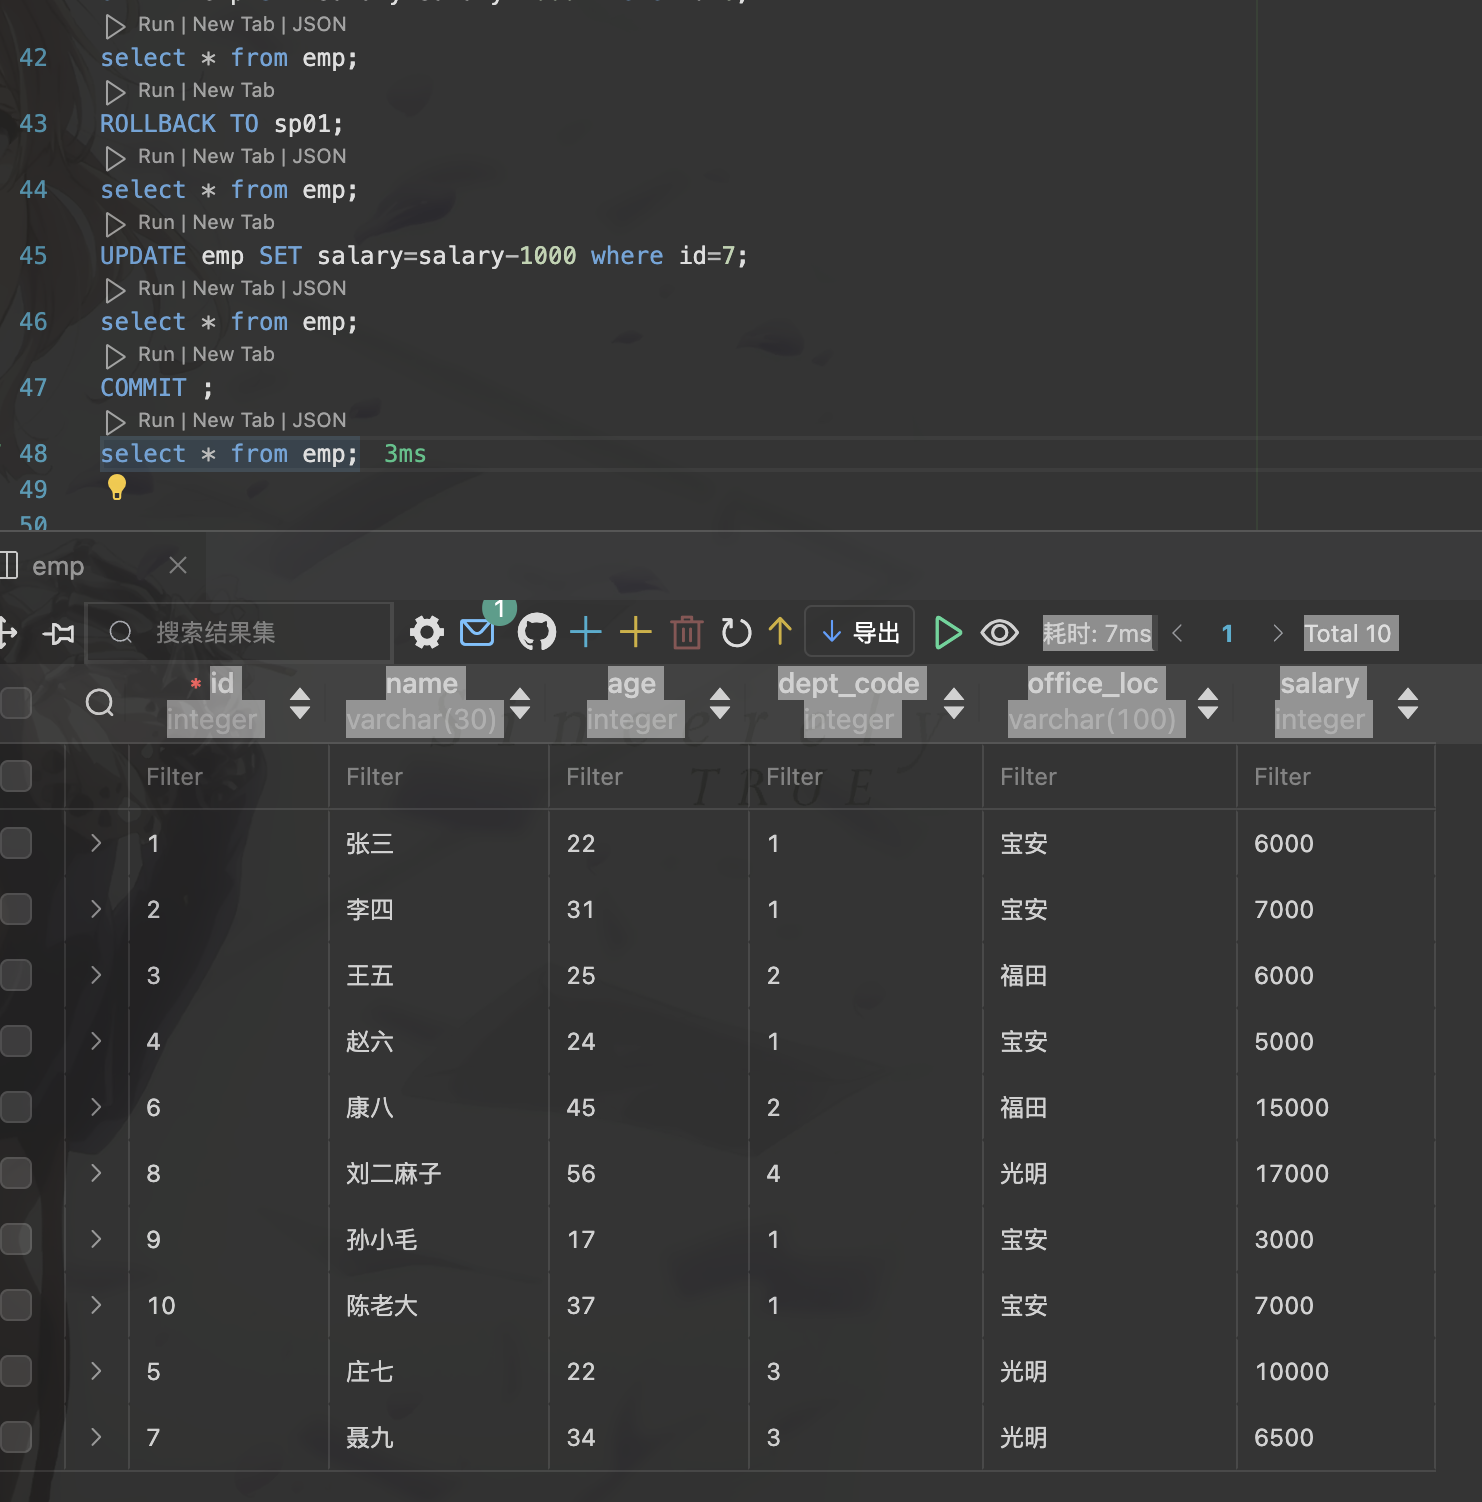 Run | New Tab | JSON
42 select * from emp;
Run | New Tab
43 ROLLBACK TO sp01;
Run | New Tab | JSON
44 select * from emp;
Run | New Tab
45 UPDATE emp SET salary=salary-1000 where id=7;
Run | New Tab | JSON
46 select * from emp;
Run | New Tab
47 COMMIT ;
Run | New Tab | JSON
48 select * from emp; 3ms
49
50
emp
搜索结果集 1 导出 耗时: 7ms 1 Total 10
* id name age dept_code office_loc salary
integer varchar(30) integer integer varchar(100) integer
Filter Filter Filter Filter Filter Filter
TRUE
1 张三 22 1 宝安 6000
2 李四 31 1 宝安 7000
3 王五 25 2 福田 6000
4 赵六 24 1 宝安 5000
6 康八 45 2 福田 15000
8 刘二麻子 56 4 光明 17000
9 孙小毛 17 1 宝安 3000
10 陈老大 37 1 宝安 7000
5 庄七 22 3 光明 10000
7 聂九 34 3 光明 6500